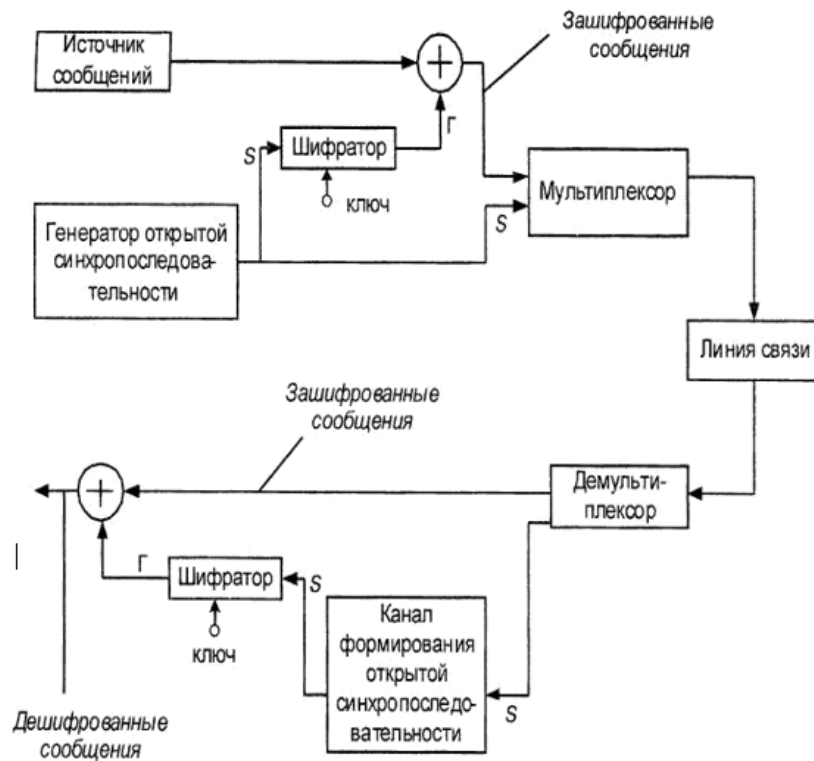 Источник
сообщений
Зашифрованные
сообщения
Г
S
Шифратор
ключ
Мультиплексор
S
Генератор открытой
синхропоследова-
тельности
Линия связи
Зашифрованные
сообщения
Демульти-
плексор
Г
Шифратор
S
ключ
Канал
формирования
открытой
синхропоследо-
вательности
S
Дешифрованные
сообщения